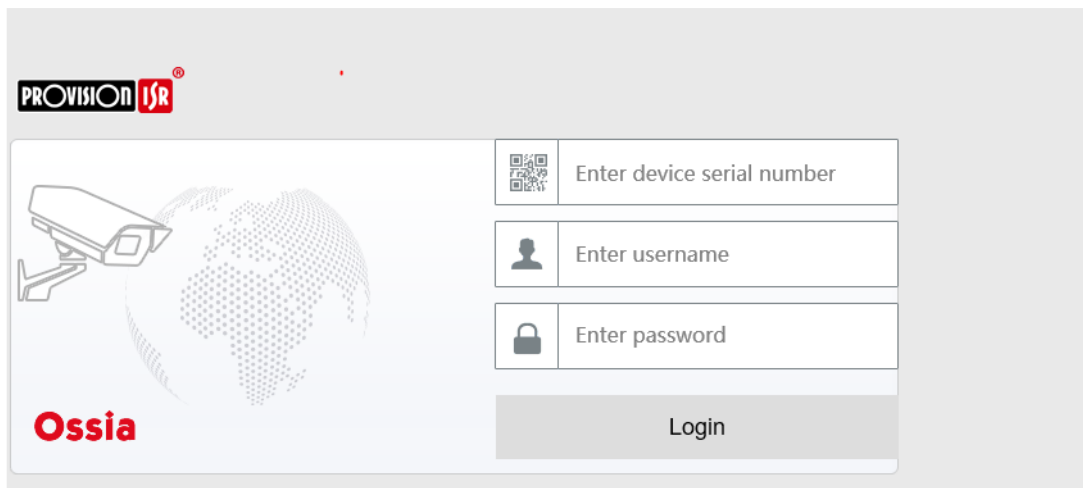 PROVISION ISR®
Enter device serial number
Enter username
Enter password
Ossia
Login